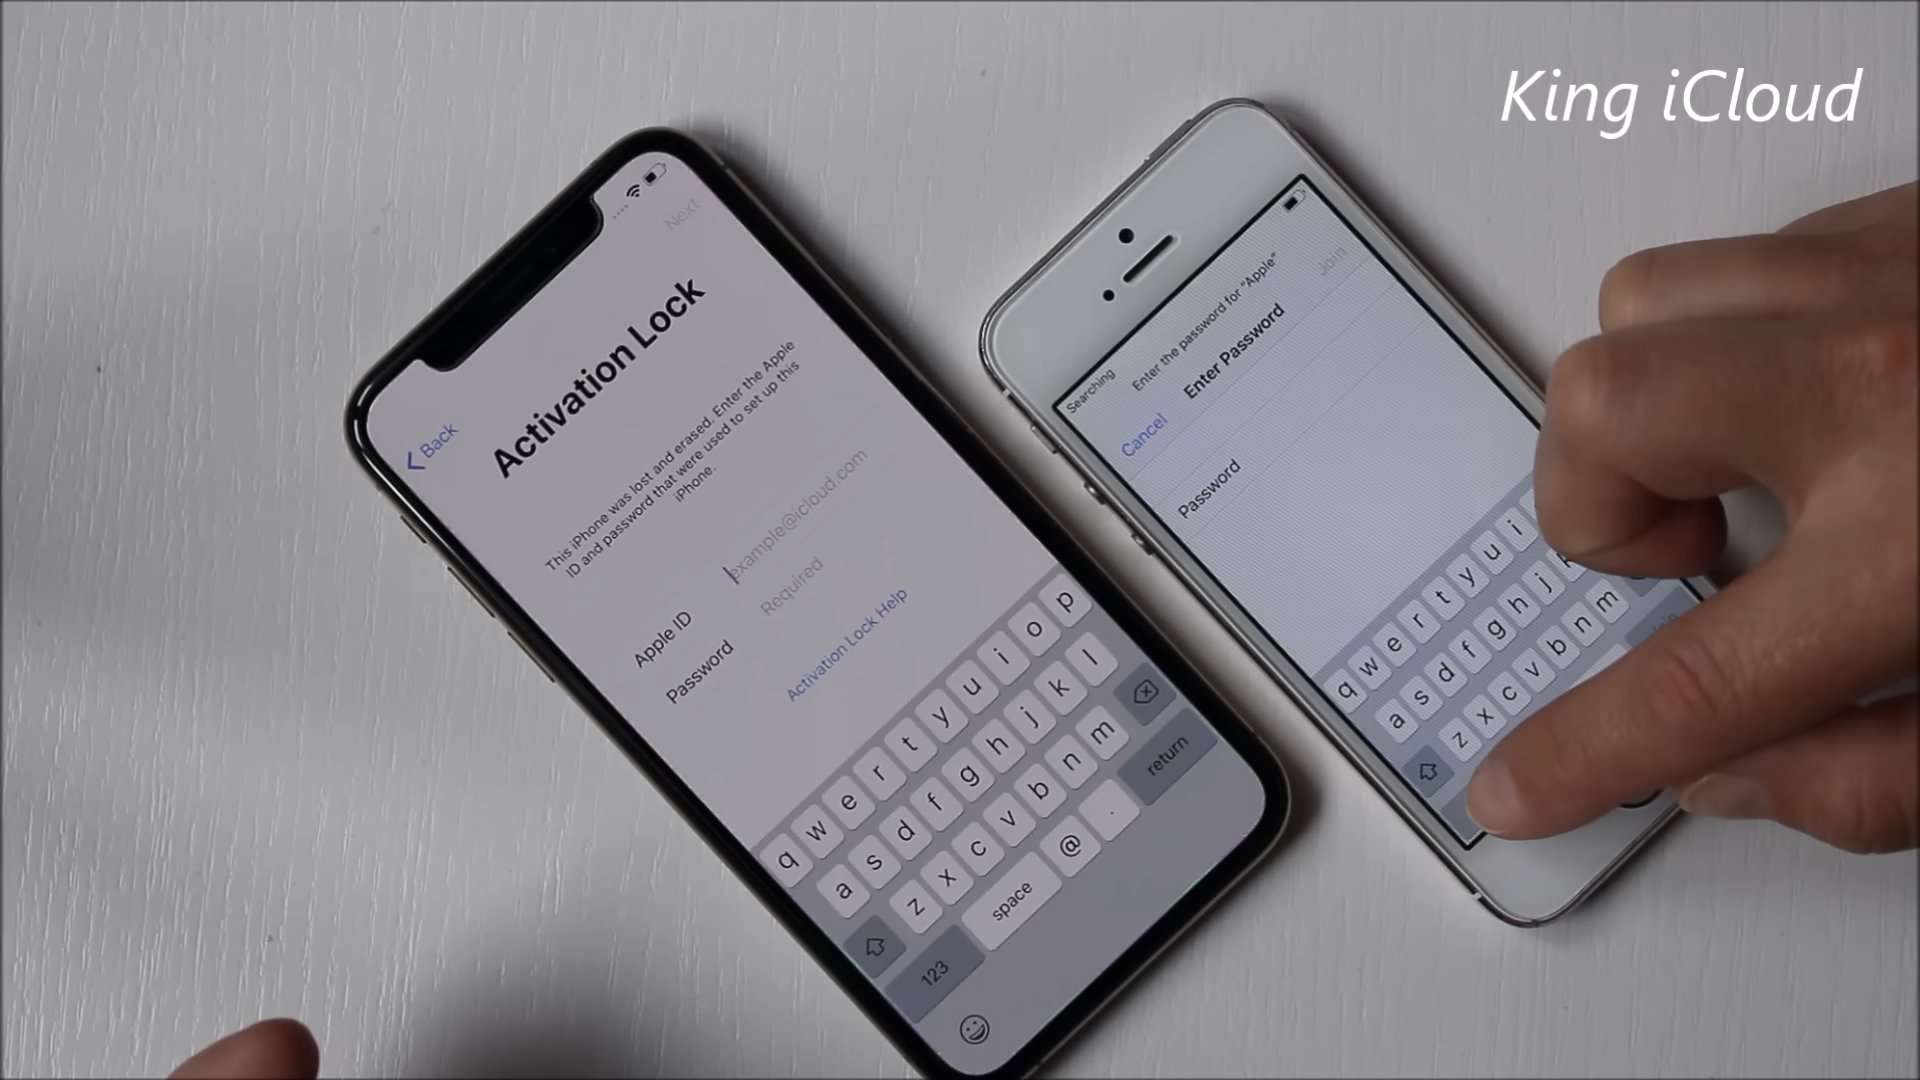 King iCloud
Next
Back
Activation Lock
This iPhone was lost and erased. Enter the Apple
ID and password that were used to set up this
iPhone.
Apple ID example@icloud.com
Password Required
Activation Lock Help
q w e r t y u i o p
a s d f g h j k l
z x c v b n m
123 space @ . return
Searching
Enter the password for "Apple"
Cancel Enter Password Join
Password
q w e r t y u i
a s d f g h j k
z x c v b n m